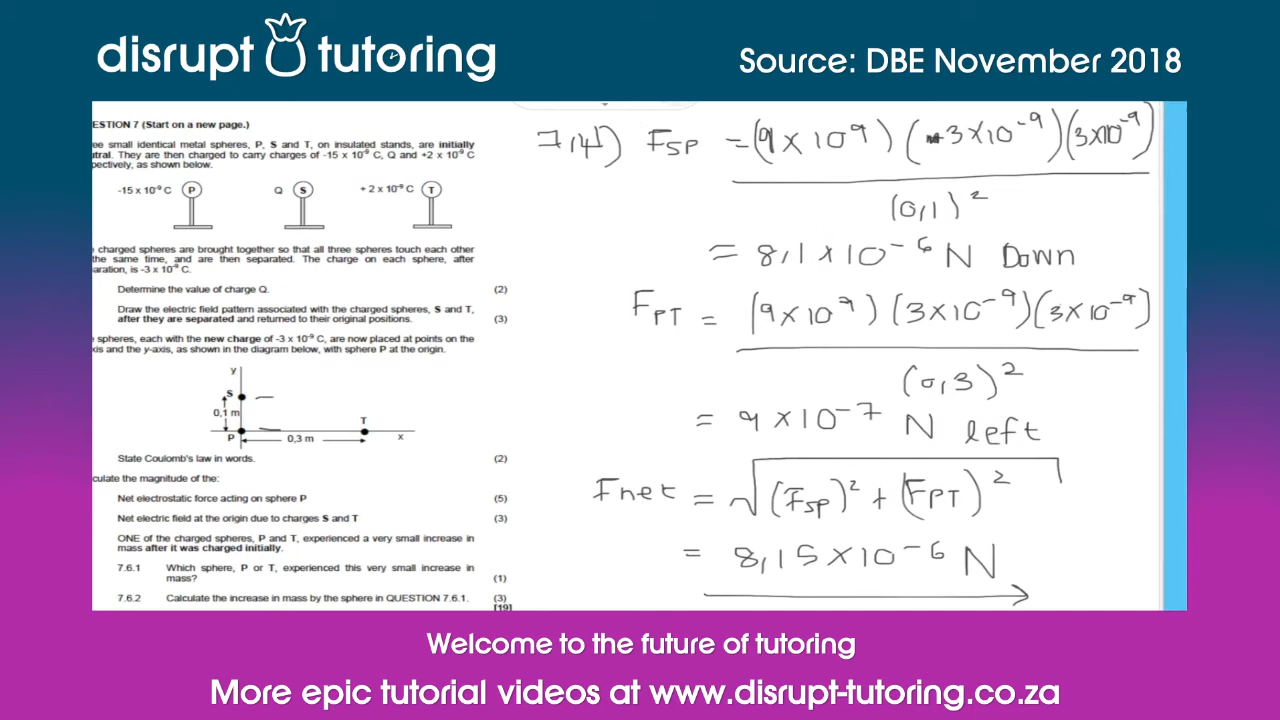 disrupt tutoring
Source: DBE November 2018
ESTION 7 (Start on a new page.)
ee small identical metal spheres, P, S and T, on insulated stands, are initially
tral. They are then charged to carry charges of -15 x 10⁻⁹ C, Q and +2 x 10⁻⁹ C
pectively, as shown below.
-15 x 10⁻⁹ C P Q S + 2 x 10⁻⁹ C T
charged spheres are brought together so that all three spheres touch each other
the same time, and are then separated. The charge on each sphere, after
aration, is -3 x 10⁻⁹ C.
Determine the value of charge Q. (2)
Draw the electric field pattern associated with the charged spheres, S and T,
after they are separated and returned to their original positions. (3)
spheres, each with the new charge of -3 x 10⁻⁹ C, are now placed at points on the
xis and the y-axis, as shown in the diagram below, with sphere P at the origin.
y
S
0,1 m
T
P 0,3 m x
State Coulomb's law in words. (2)
culate the magnitude of the:
Net electrostatic force acting on sphere P (5)
Net electric field at the origin due to charges S and T (3)
ONE of the charged spheres, P and T, experienced a very small increase in
mass after it was charged initially.
7.6.1 Which sphere, P or T, experienced this very small increase in
mass? (1)
7.6.2 Calculate the increase in mass by the sphere in QUESTION 7.6.1. (3)
[19]
7.4) F_SP = (9 x 10⁹) (3 x 10⁻⁹) (3x10⁻⁹)
(0,1)²
= 8,1 x 10⁻⁶ N Down
F_PT = (9 x 10⁹) (3 x 10⁻⁹) (3x10⁻⁹)
(0,3)²
= 9 x 10⁻⁷ N left
Fnet = √(F_SP)² + (F_PT)²
= 8,15 x 10⁻⁶ N
Welcome to the future of tutoring
More epic tutorial videos at www.disrupt-tutoring.co.za